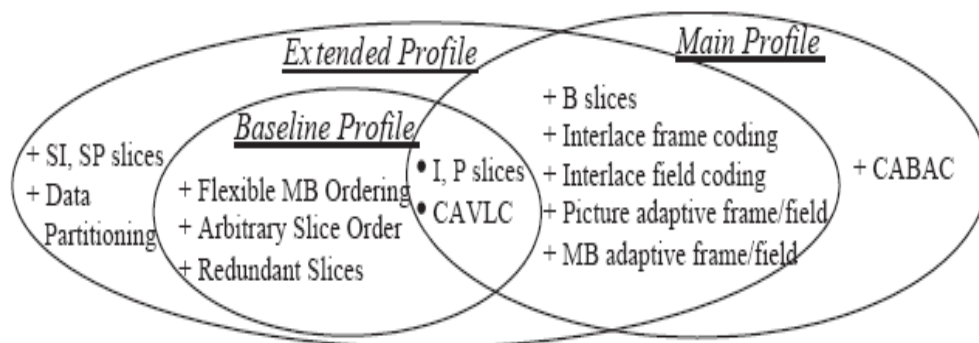 Extended Profile
Main Profile
Baseline Profile
+ SI, SP slices
+ Data
Partitioning
+ Flexible MB Ordering
+ Arbitrary Slice Order
+ Redundant Slices
• I, P slices
• CAVLC
+ B slices
+ Interlace frame coding
+ Interlace field coding
+ Picture adaptive frame/field
+ MB adaptive frame/field
+ CABAC